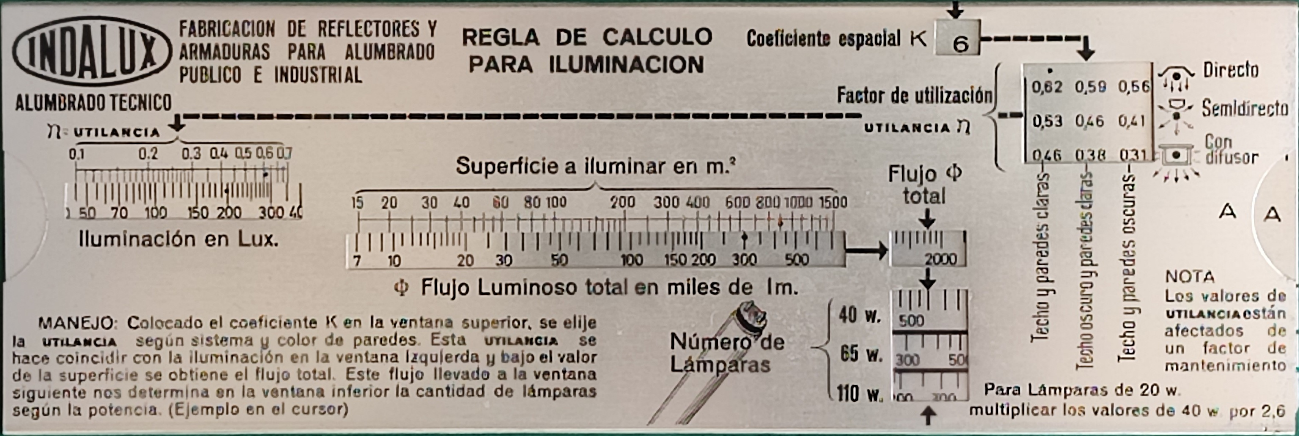 INDALUX
FABRICACION DE REFLECTORES Y
ARMADURAS PARA ALUMBRADO
PUBLICO E INDUSTRIAL
ALUMBRADO TECNICO
REGLA DE CALCULO
PARA ILUMINACION
Coeficiente espacial K 6
Factor de utilización
UTILANCIA η
0,62 0,59 0,56
0,53 0,46 0,41
0,46 0,38 0,31
Directo
Semidirecto
Con
difusor
Techo y paredes claras
Techo oscuro y paredes claras
Techo y paredes oscuras
η= UTILANCIA
0.1 0.2 0.3 0.4 0.5 0.6 0.7
50 70 100 150 200 300
Iluminación en Lux.
Superficie a iluminar en m.²
15 20 30 40 60 80 100 200 300 400 600 800 1000 1500
7 10 20 30 50 100 150 200 300 500
Φ Flujo Luminoso total en miles de lm.
Flujo Φ
total
2000
A A
Número de
Lámparas
40 w. 500
65 w. 300
110 w.
MANEJO: Colocado el coeficiente K en la ventana superior, se elije
la UTILANCIA según sistema y color de paredes. Esta UTILANCIA se
hace coincidir con la iluminación en la ventana izquierda y bajo el valor
de la superficie se obtiene el flujo total. Este flujo llevado a la ventana
siguiente nos determina en la ventana inferior la cantidad de lámparas
según la potencia. (Ejemplo en el cursor)
NOTA
Los valores de
UTILANCIA están
afectados de
un factor de
mantenimiento
Para Lámparas de 20 w.
multiplicar los valores de 40 w. por 2,6